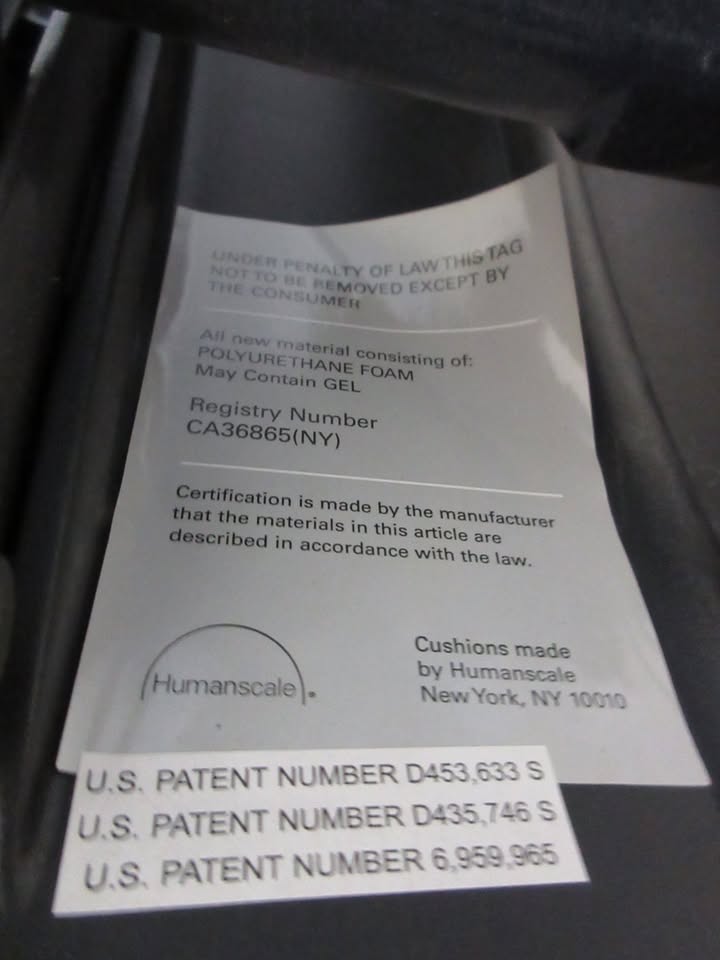 UNDER PENALTY OF LAW THIS TAG
NOT TO BE REMOVED EXCEPT BY
THE CONSUMER
All new material consisting of:
POLYURETHANE FOAM
May Contain GEL
Registry Number
CA36865(NY)
Certification is made by the manufacturer
that the materials in this article are
described in accordance with the law.
Humanscale
Cushions made
by Humanscale
New York, NY 10010
U.S. PATENT NUMBER D453,633 S
U.S. PATENT NUMBER D435,746 S
U.S. PATENT NUMBER 6,959,965